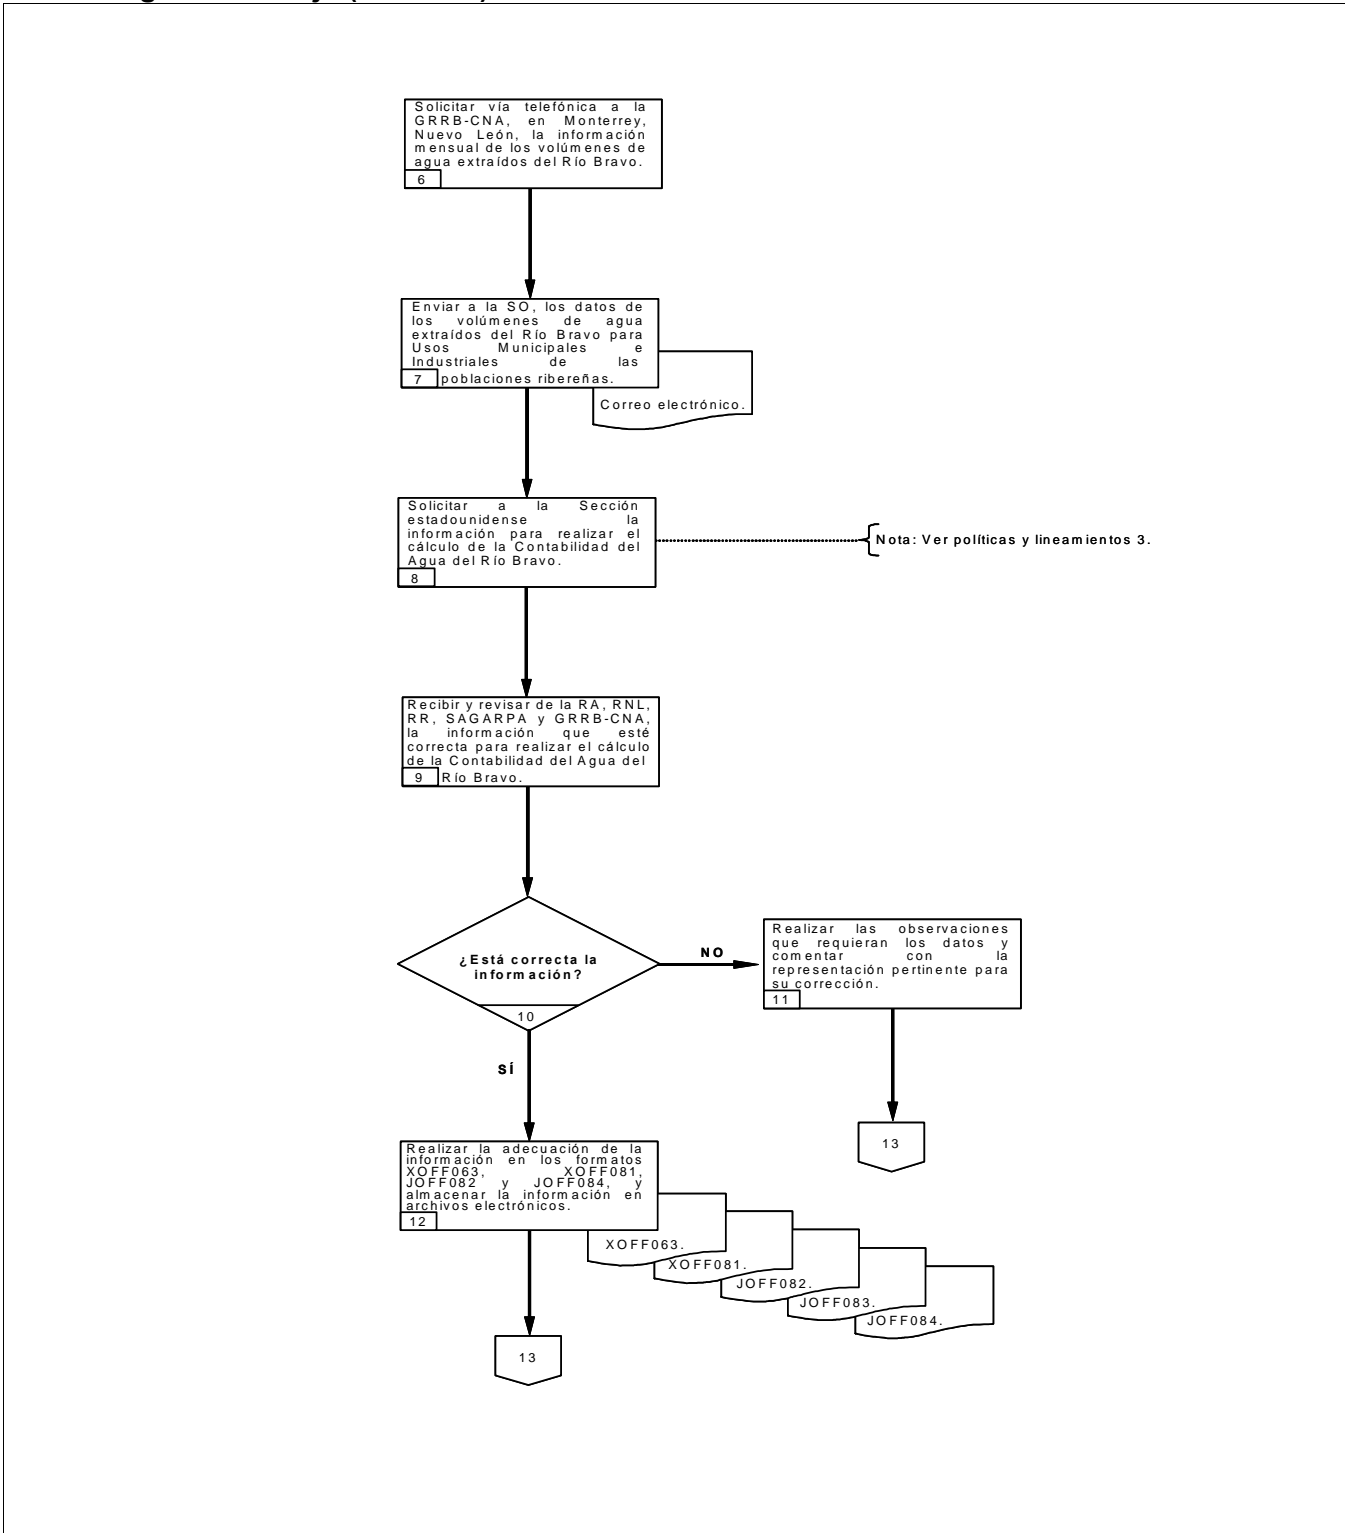 Solicitar vía telefónica a la
GRRB-CNA, en Monterrey,
Nuevo León, la información
mensual de los volúmenes de
agua extraídos del Río Bravo.
6
Enviar a la SO, los datos de
los volúmenes de agua
extraídos del Río Bravo para
Usos Municipales e
Industriales de las
7 poblaciones ribereñas.
Correo electrónico.
Solicitar a la Sección
estadounidense la
información para realizar el
cálculo de la Contabilidad del
Agua del Río Bravo.
8
Nota: Ver políticas y lineamientos 3.
Recibir y revisar de la RA, RNL,
RR, SAGARPA y GRRB-CNA,
la información que esté
correcta para realizar el cálculo
de la Contabilidad del Agua del
9 Río Bravo.
¿Está correcta la
información?
10
NO
Realizar las observaciones
que requieran los datos y
comentar con la
representación pertinente para
su corrección.
11
SÍ
13
Realizar la adecuación de la
información en los formatos
XOFF063, XOFF081,
JOFF082 y JOFF084, y
almacenar la información en
archivos electrónicos.
12
XOFF063.
XOFF081.
JOFF082.
JOFF083.
JOFF084.
13